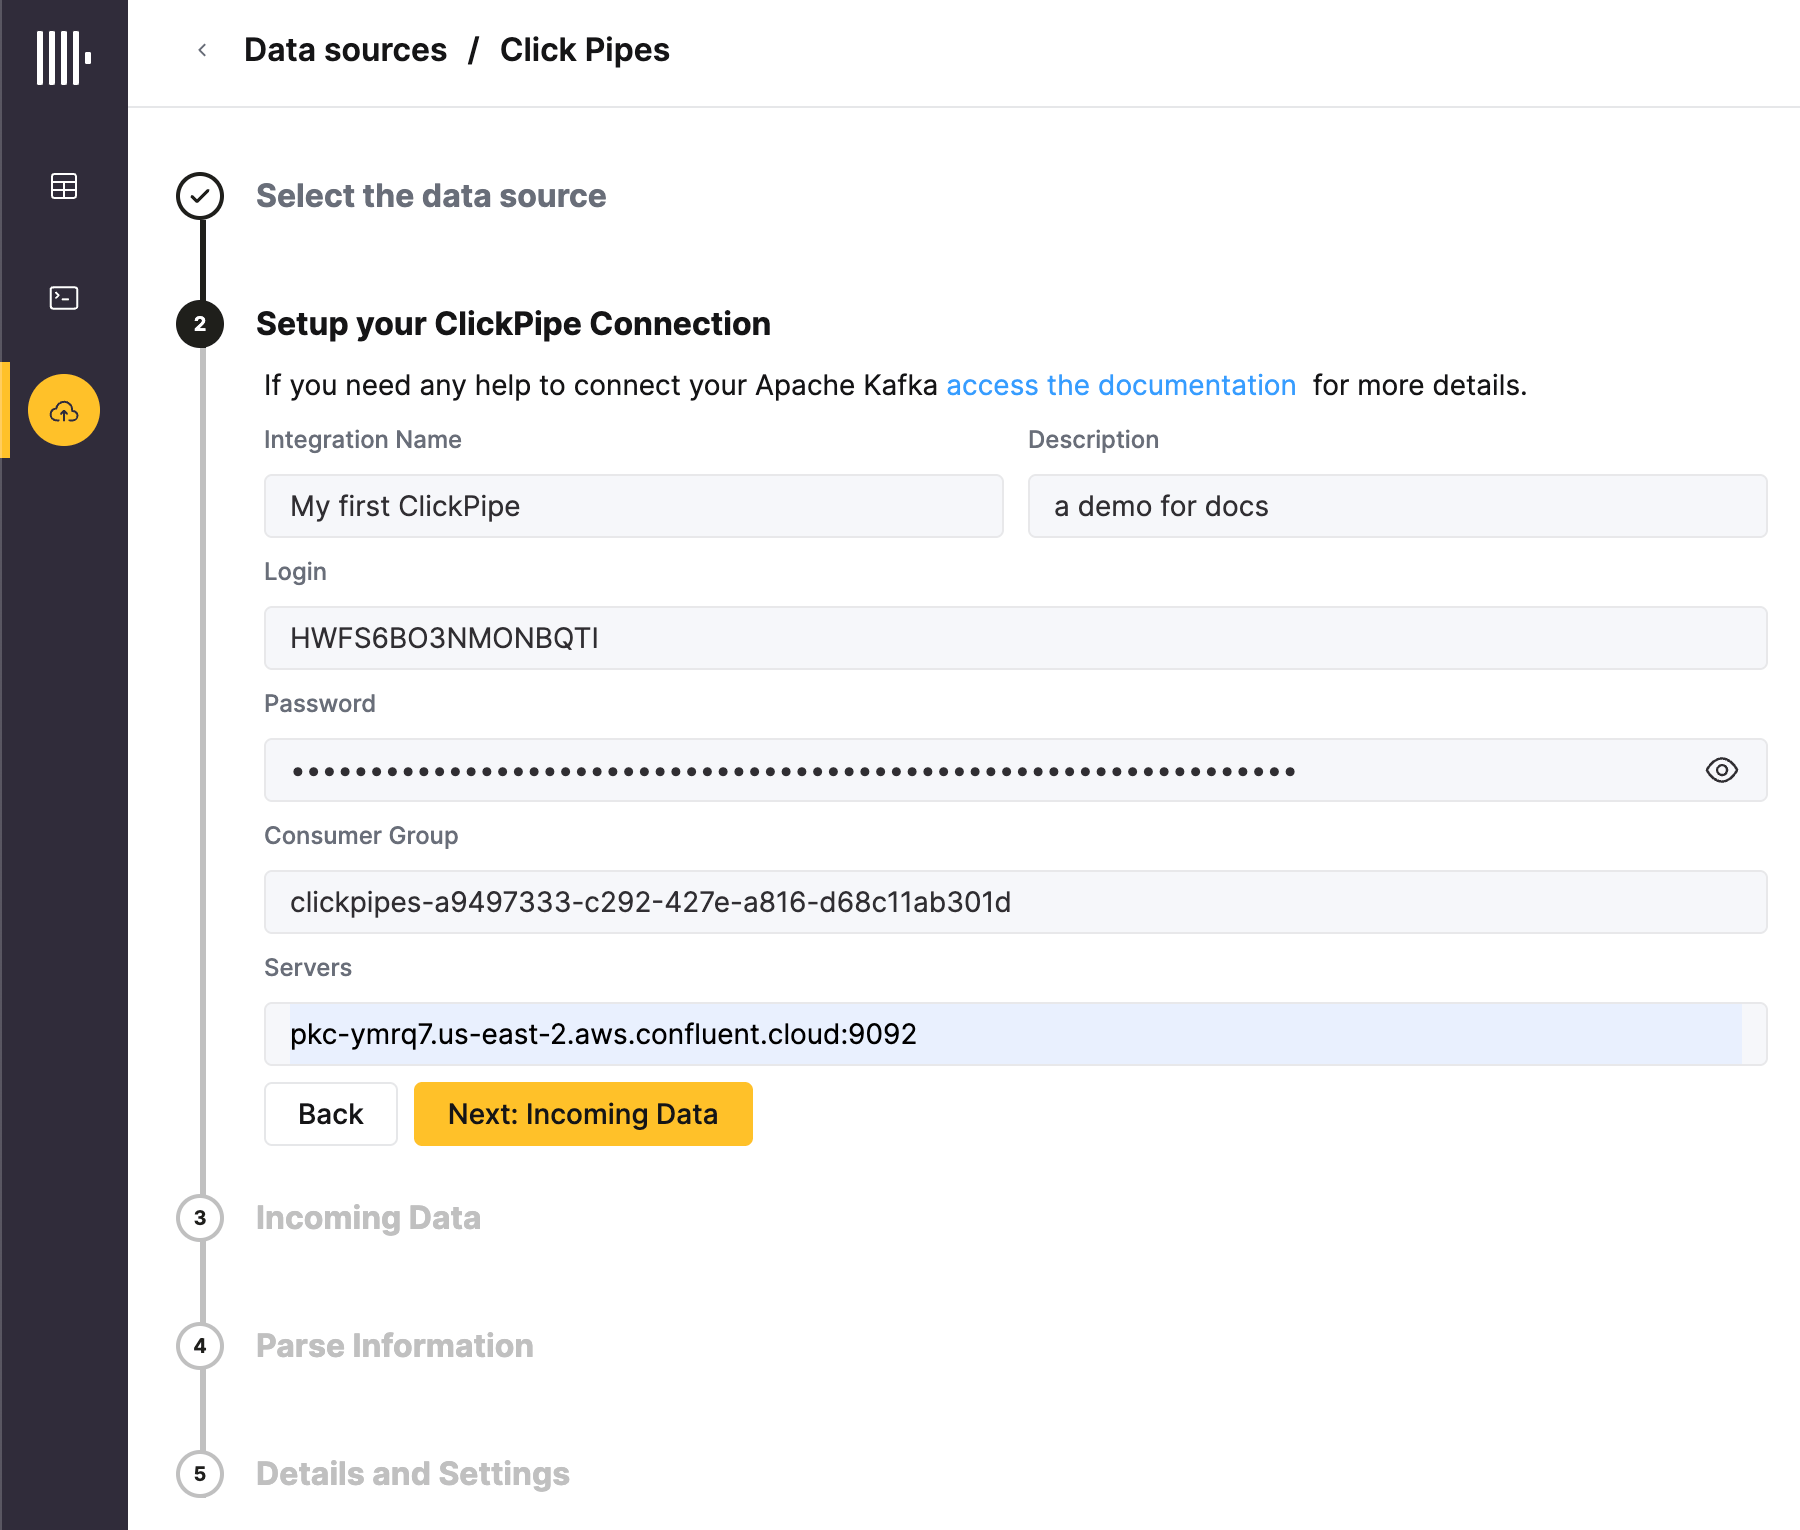 Data sources / Click Pipes
Select the data source
2 Setup your ClickPipe Connection
If you need any help to connect your Apache Kafka access the documentation for more details.
Integration Name
Description
My first ClickPipe
a demo for docs
Login
HWFS6BO3NMONBQTI
Password
••••••••••••••••••••••••••••••••••••••••••••••••••••••••••••••••
Consumer Group
clickpipes-a9497333-c292-427e-a816-d68c11ab301d
Servers
pkc-ymrq7.us-east-2.aws.confluent.cloud:9092
Back
Next: Incoming Data
3 Incoming Data
4 Parse Information
5 Details and Settings